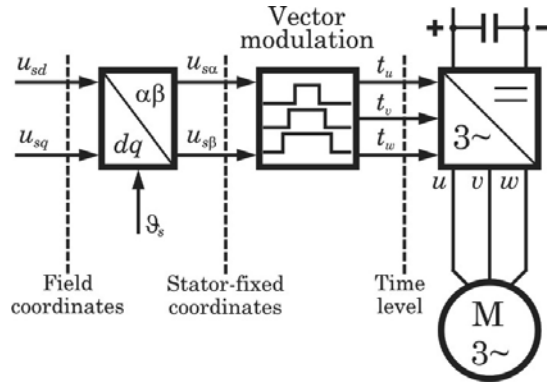 Vector
modulation
+
−
u_sd
u_sq
αβ
dq
ϑ_s
u_sα
u_sβ
t_u
t_v
t_w
3~
u
v
w
Field
coordinates
Stator-fixed
coordinates
Time
level
M
3~